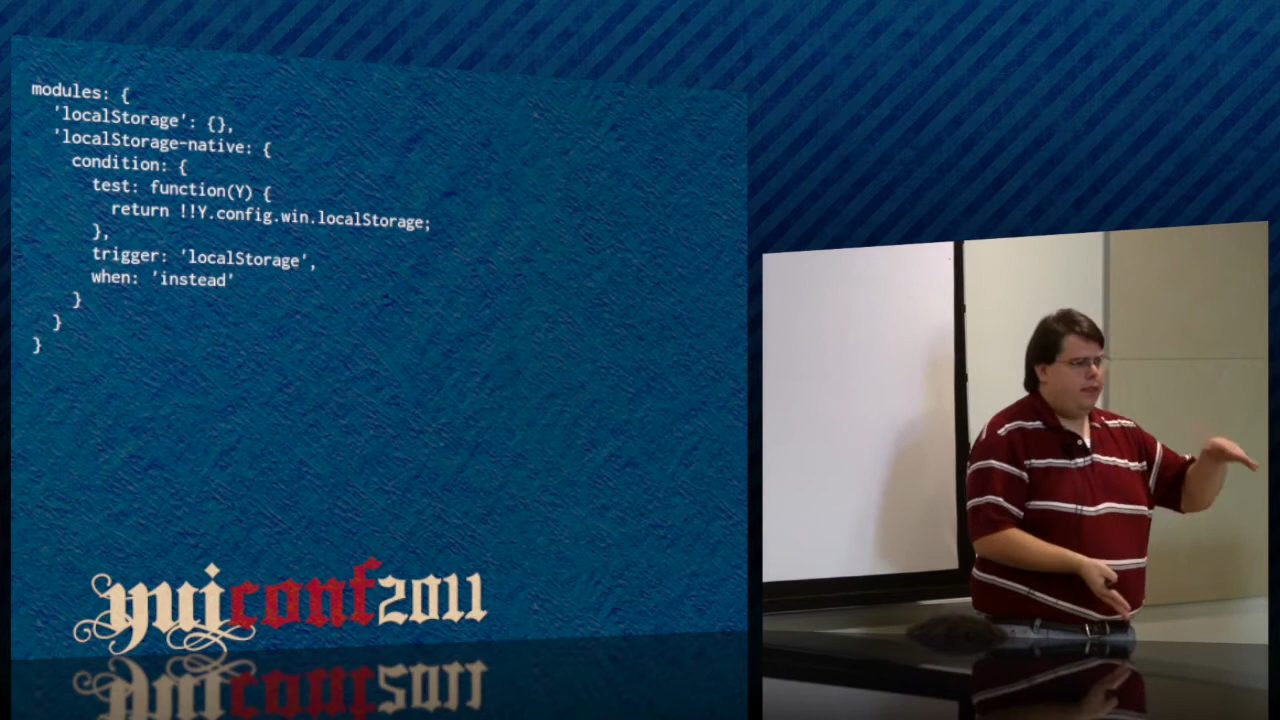 modules: {
'localStorage': {},
'localStorage-native: {
condition: {
test: function(Y) {
return !!Y.config.win.localStorage;
},
trigger: 'localStorage',
when: 'instead'
}
}
}
yuiconf2011